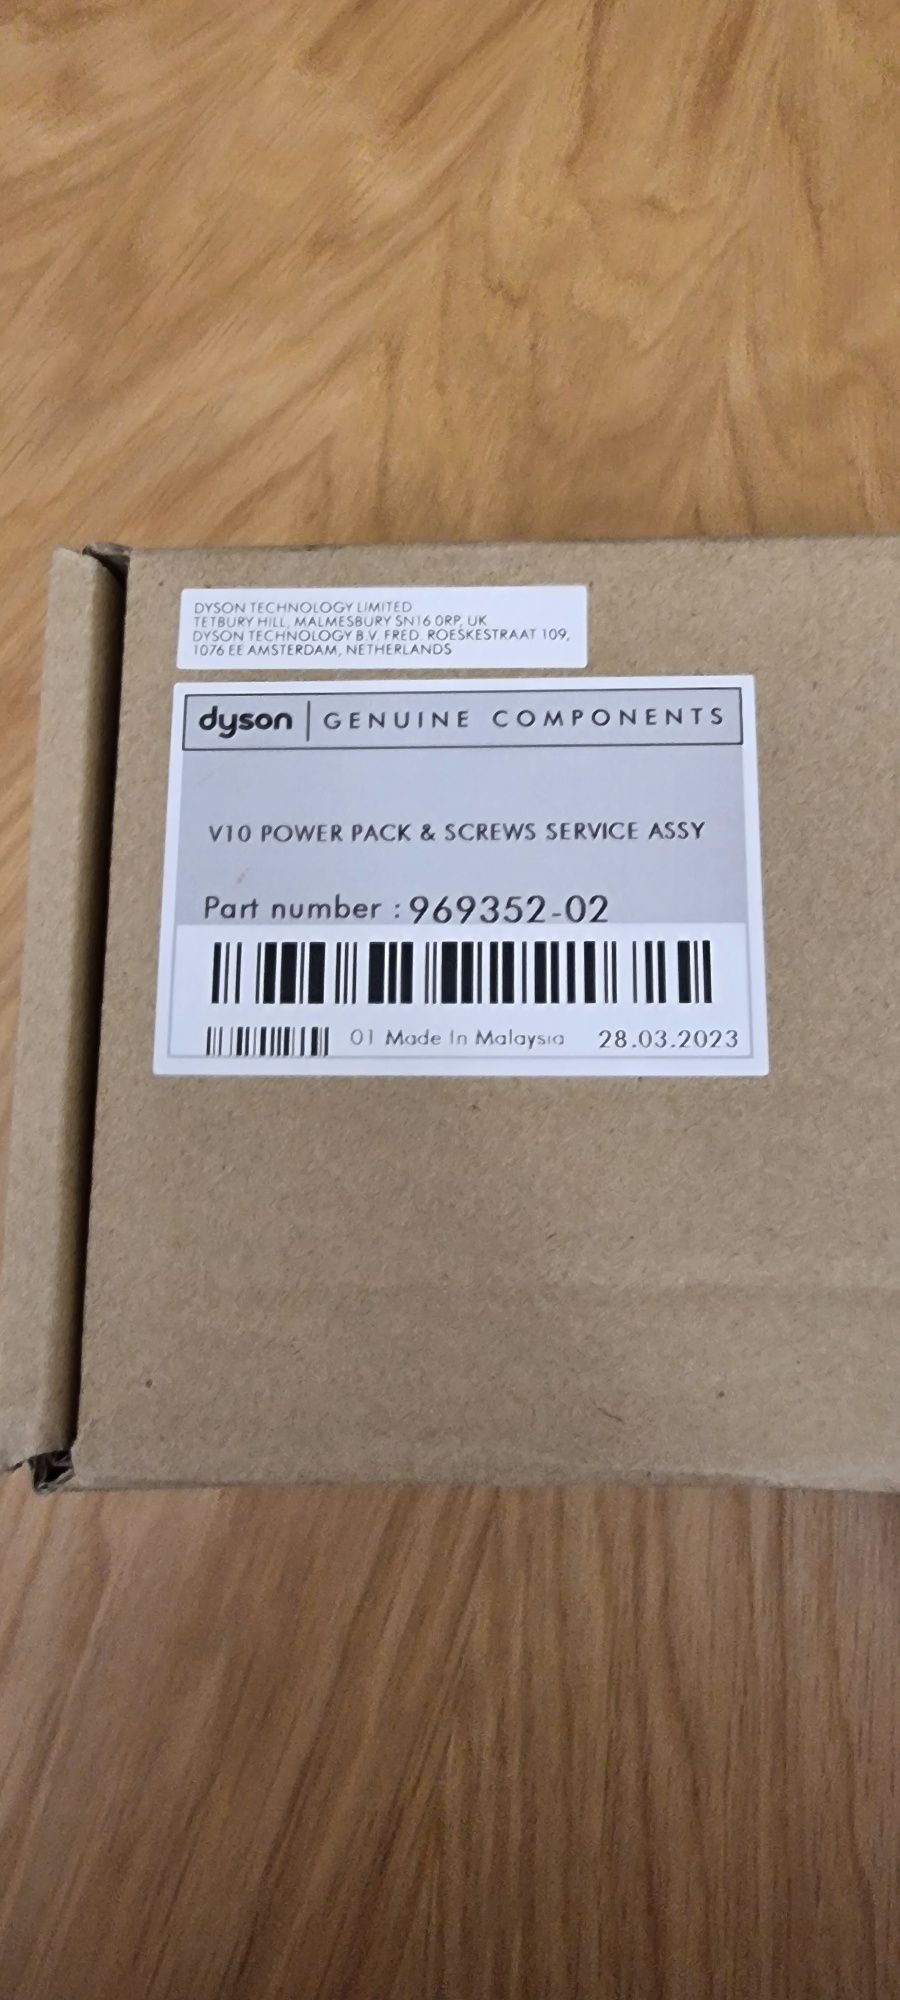 DYSON TECHNOLOGY LIMITED
TETBURY HILL, MALMESBURY SN16 0RP, UK
DYSON TECHNOLOGY B.V. FRED. ROESKESTRAAT 109,
1076 EE AMSTERDAM, NETHERLANDS
dyson | GENUINE COMPONENTS
V10 POWER PACK & SCREWS SERVICE ASSY
Part number : 969352-02
01 Made In Malaysia 28.03.2023